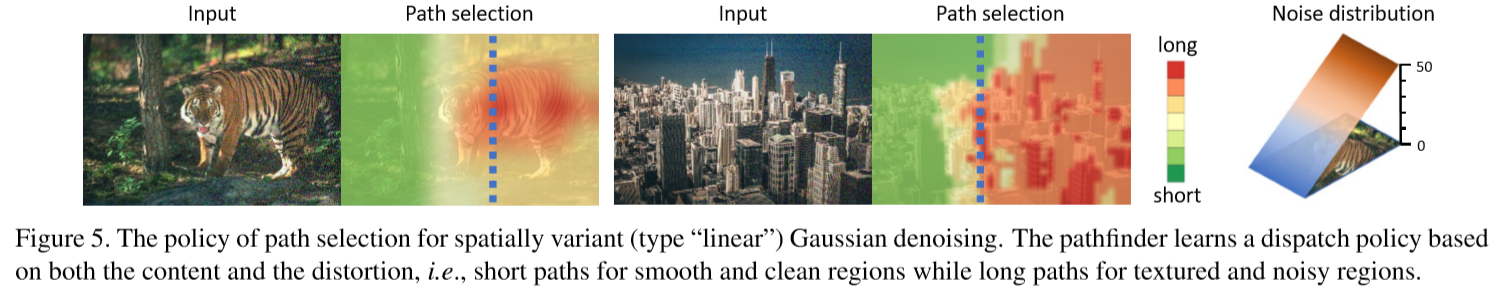 Input
Path selection
Input
Path selection
Noise distribution
long
short
50
0
Figure 5. The policy of path selection for spatially variant (type “linear”) Gaussian denoising. The pathfinder learns a dispatch policy based
on both the content and the distortion, i.e., short paths for smooth and clean regions while long paths for textured and noisy regions.